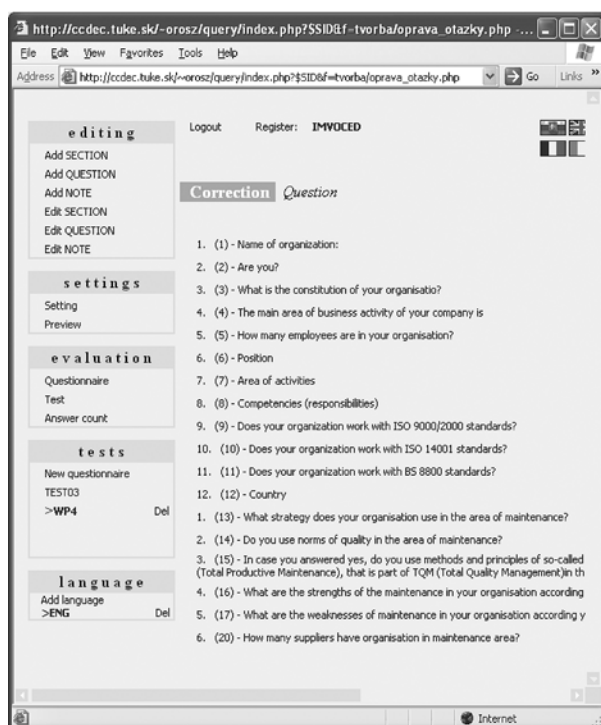 http://ccdec.tuke.sk/~orosz/query/index.php?$SID&f=tvorba/oprava_otazky.php -...
File Edit View Favorites Tools Help
Address http://ccdec.tuke.sk/~orosz/query/index.php?$SID&f=tvorba/oprava_otazky.php Go Links »
editing
Add SECTION
Add QUESTION
Add NOTE
Edit SECTION
Edit QUESTION
Edit NOTE
settings
Setting
Preview
evaluation
Questionnaire
Test
Answer count
tests
New questionnaire
TEST03
>WP4 Del
language
Add language
>ENG Del
Logout Register: IMVOCED
Correction Question
1. (1) - Name of organization:
2. (2) - Are you?
3. (3) - What is the constitution of your organisatio?
4. (4) - The main area of business activity of your company is
5. (5) - How many employees are in your organisation?
6. (6) - Position
7. (7) - Area of activities
8. (8) - Competencies (responsibilities)
9. (9) - Does your organization work with ISO 9000/2000 standards?
10. (10) - Does your organization work with ISO 14001 standards?
11. (11) - Does your organization work with BS 8800 standards?
12. (12) - Country
1. (13) - What strategy does your organisation use in the area of maintenance?
2. (14) - Do you use norms of quality in the area of maintenance?
3. (15) - In case you answered yes, do you use methods and principles of so-called
(Total Productive Maintenance), that is part of TQM (Total Quality Management)in th
4. (16) - What are the strengths of the maintenance in your organisation according
5. (17) - What are the weaknesses of maintenance in your organisation according y
6. (20) - How many suppliers have organisation in maintenance area?
Internet